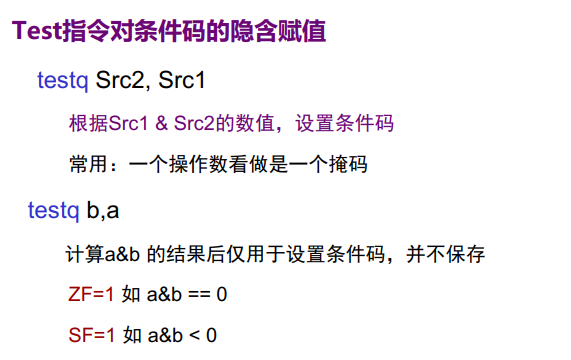 Test指令对条件码的隐含赋值
testq Src2, Src1
根据Src1 & Src2的数值，设置条件码
常用：一个操作数看做是一个掩码
testq b,a
计算a&b 的结果后仅用于设置条件码，并不保存
ZF=1 如 a&b == 0
SF=1 如 a&b < 0